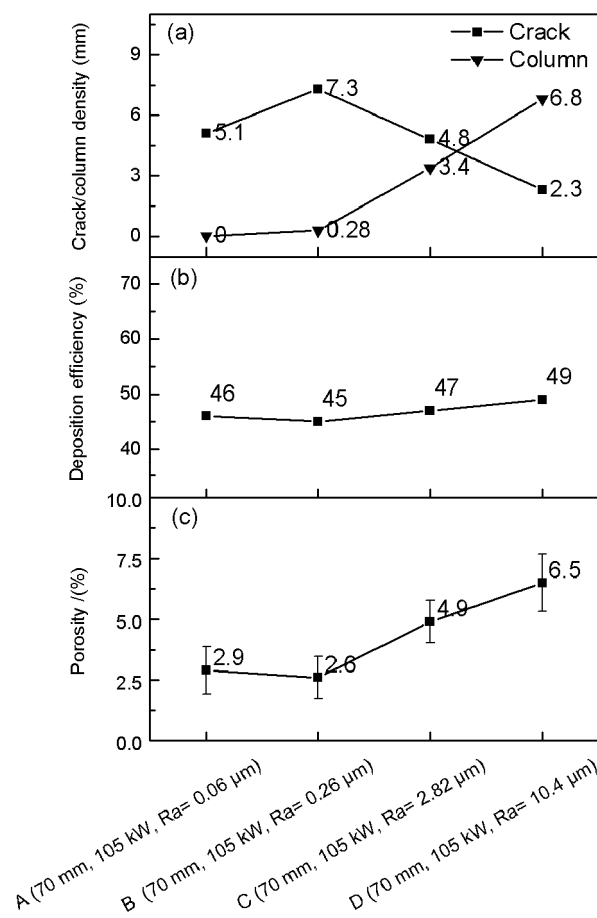 (a)
Crack
Column
Crack/column density (mm)
9
6
3
0
5.1
7.3
4.8
2.3
0
0.28
3.4
6.8
(b)
Deposition efficiency (%)
70
60
50
40
46
45
47
49
(c)
Porosity /(%)
10.0
7.5
5.0
2.5
0.0
2.9
2.6
4.9
6.5
A (70 mm, 105 kW, Ra= 0.06 μm)
B (70 mm, 105 kW, Ra= 0.26 μm)
C (70 mm, 105 kW, Ra= 2.82 μm)
D (70 mm, 105 kW, Ra= 10.4 μm)